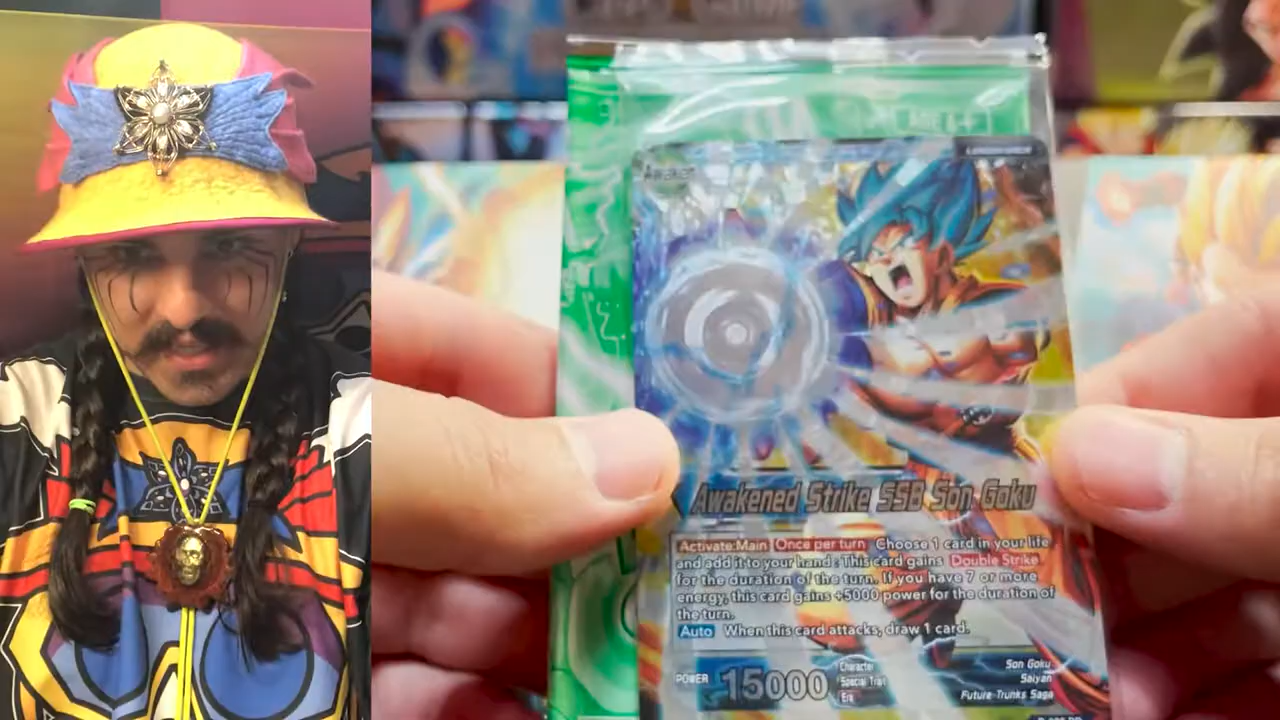 Awaken
Awakened Strike SSB Son Goku
Activate:Main Once per turn Choose 1 card in your life
and add it to your hand : This card gains Double Strike
for the duration of the turn. If you have 7 or more
energy, this card gains +5000 power for the duration of
the turn.
Auto When this card attacks, draw 1 card.
POWER 15000
Character Son Goku
Special Trait Saiyan
Era Future Trunks Saga